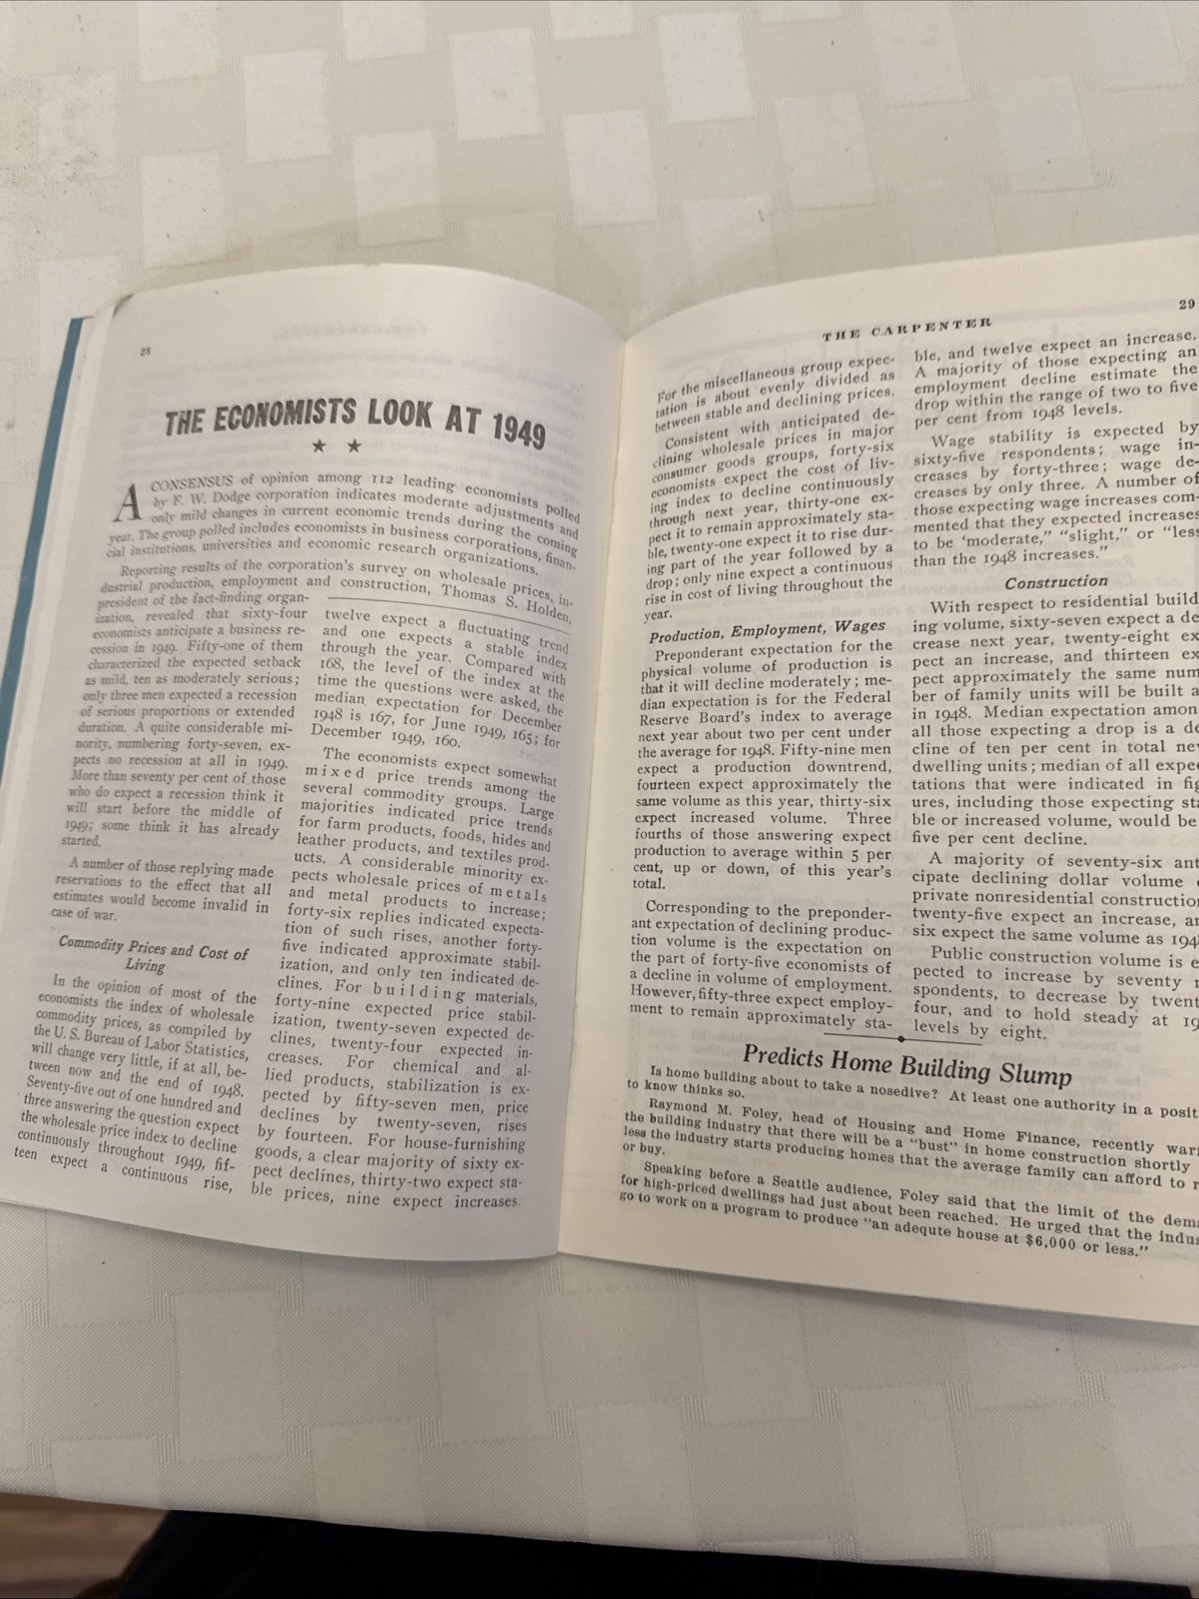 28
THE ECONOMISTS LOOK AT 1949
★ ★
A CONSENSUS of opinion among 112 leading economists polled
by F. W. Dodge corporation indicates moderate adjustments and
only mild changes in current economic trends during the coming
year. The group polled includes economists in business corporations, finan-
cial institutions, universities and economic research organizations.
Reporting results of the corporation's survey on wholesale prices, in-
dustrial production, employment and construction, Thomas S. Holden,
president of the fact-finding organ-
ization, revealed that sixty-four
economists anticipate a business re-
cession in 1949. Fifty-one of them
characterized the expected setback
as mild, ten as moderately serious;
only three men expected a recession
of serious proportions or extended
duration. A quite considerable mi-
nority, numbering forty-seven, ex-
pects no recession at all in 1949.
More than seventy per cent of those
who do expect a recession think it
will start before the middle of
1949; some think it has already
started.
A number of those replying made
reservations to the effect that all
estimates would become invalid in
case of war.
Commodity Prices and Cost of
Living
In the opinion of most of the
economists the index of wholesale
commodity prices, as compiled by
the U. S. Bureau of Labor Statistics,
will change very little, if at all, be-
tween now and the end of 1948.
Seventy-five out of one hundred and
three answering the question expect
the wholesale price index to decline
continuously throughout 1949, fif-
teen expect a continuous rise,
twelve expect a fluctuating trend
and one expects a stable index
through the year. Compared with
168, the level of the index at the
time the questions were asked, the
median expectation for December
1948 is 167, for June 1949, 165; for
December 1949, 160.
The economists expect somewhat
mixed price trends among the
several commodity groups. Large
majorities indicated price trends
for farm products, foods, hides and
leather products, and textiles prod-
ucts. A considerable minority ex-
pects wholesale prices of metals
and metal products to increase;
forty-six replies indicated expecta-
tion of such rises, another forty-
five indicated approximate stabil-
ization, and only ten indicated de-
clines. For building materials,
forty-nine expected price stabil-
ization, twenty-seven expected de-
clines, twenty-four expected in-
creases. For chemical and al-
lied products, stabilization is ex-
pected by fifty-seven men, price
declines by twenty-seven, rises
by fourteen. For house-furnishing
goods, a clear majority of sixty ex-
pect declines, thirty-two expect sta-
ble prices, nine expect increases.
THE CARPENTER
29
For the miscellaneous group expec-
tation is about evenly divided as
between stable and declining prices.
Consistent with anticipated de-
clining wholesale prices in major
consumer goods groups, forty-six
economists expect the cost of liv-
ing index to decline continuously
through next year, thirty-one ex-
pect it to remain approximately sta-
ble, twenty-one expect it to rise dur-
ing part of the year followed by a
drop; only nine expect a continuous
rise in cost of living throughout the
year.
Production, Employment, Wages
Preponderant expectation for the
physical volume of production is
that it will decline moderately; me-
dian expectation is for the Federal
Reserve Board's index to average
next year about two per cent under
the average for 1948. Fifty-nine men
expect a production downtrend,
fourteen expect approximately the
same volume as this year, thirty-six
expect increased volume. Three
fourths of those answering expect
production to average within 5 per
cent, up or down, of this year's
total.
Corresponding to the preponder-
ant expectation of declining produc-
tion volume is the expectation on
the part of forty-five economists of
a decline in volume of employment.
However, fifty-three expect employ-
ment to remain approximately sta-
ble, and twelve expect an increase.
A majority of those expecting an
employment decline estimate the
drop within the range of two to five
per cent from 1948 levels.
Wage stability is expected by
sixty-five respondents; wage in-
creases by forty-three; wage de-
creases by only three. A number of
those expecting wage increases com-
mented that they expected increases
to be 'moderate," "slight," or "less
than the 1948 increases."
Construction
With respect to residential build
ing volume, sixty-seven expect a de
crease next year, twenty-eight ex
pect an increase, and thirteen ex
pect approximately the same num
ber of family units will be built a
in 1948. Median expectation amon
all those expecting a drop is a de
cline of ten per cent in total ne
dwelling units; median of all expe
tations that were indicated in fig
ures, including those expecting sta
ble or increased volume, would be
five per cent decline.
A majority of seventy-six ant
cipate declining dollar volume
private nonresidential constructio
twenty-five expect an increase, a
six expect the same volume as 194
Public construction volume is e
pected to increase by seventy r
spondents, to decrease by twent
four, and to hold steady at 19
levels by eight.
Predicts Home Building Slump
Is home building about to take a nosedive? At least one authority in a posit
to know thinks so.
Raymond M. Foley, head of Housing and Home Finance, recently war
the building industry that there will be a "bust" in home construction shortly
less the industry starts producing homes that the average family can afford to r
or buy.
Speaking before a Seattle audience, Foley said that the limit of the dem
for high-priced dwellings had just about been reached. He urged that the indu
go to work on a program to produce "an adequte house at $6,000 or less."